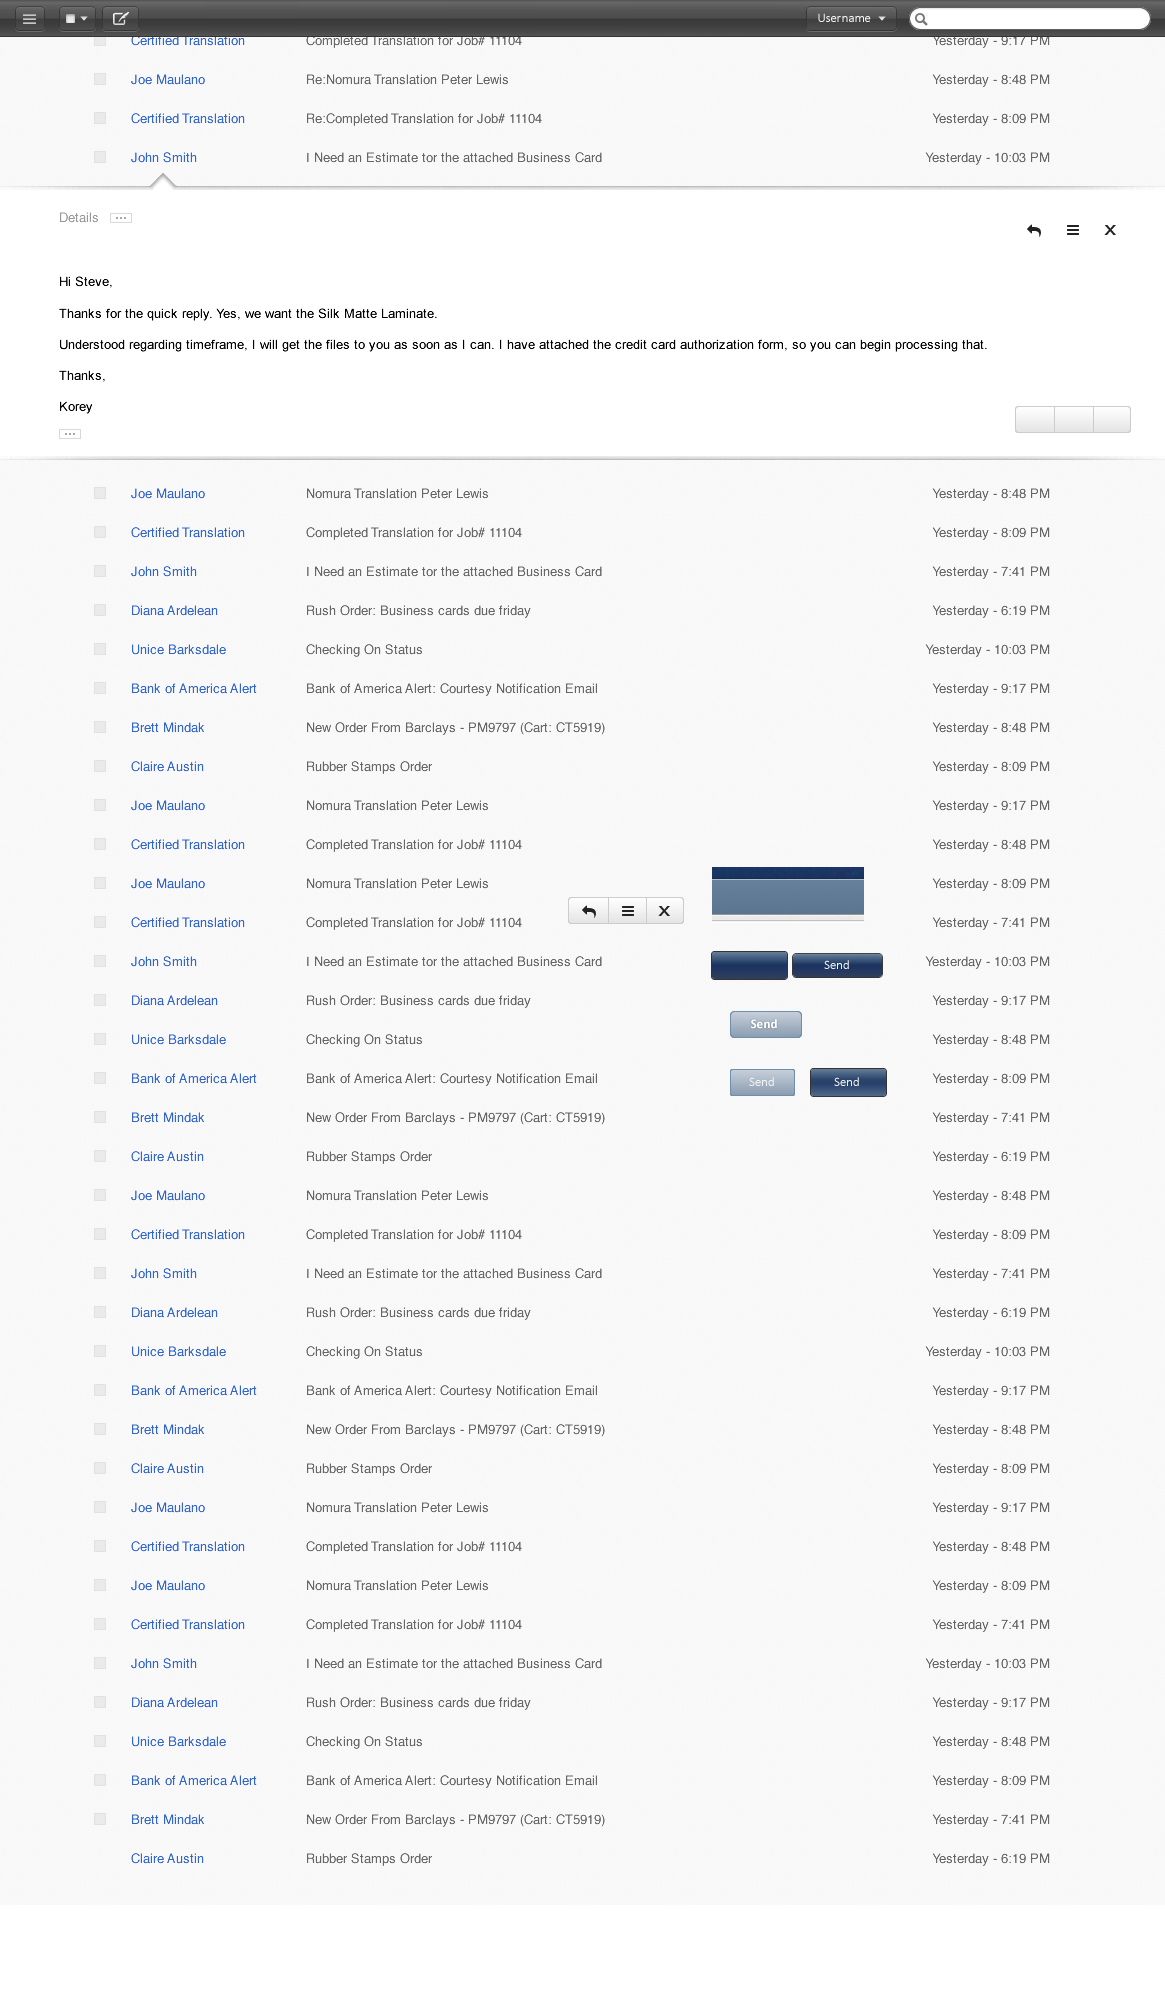 Username
Certified Translation Completed Translation for Job# 11104 Yesterday - 9:17 PM
Joe Maulano Re:Nomura Translation Peter Lewis Yesterday - 8:48 PM
Certified Translation Re:Completed Translation for Job# 11104 Yesterday - 8:09 PM
John Smith I Need an Estimate tor the attached Business Card Yesterday - 10:03 PM
Details
Hi Steve,
Thanks for the quick reply. Yes, we want the Silk Matte Laminate.
Understood regarding timeframe, I will get the files to you as soon as I can. I have attached the credit card authorization form, so you can begin processing that.
Thanks,
Korey
Joe Maulano Nomura Translation Peter Lewis Yesterday - 8:48 PM
Certified Translation Completed Translation for Job# 11104 Yesterday - 8:09 PM
John Smith I Need an Estimate tor the attached Business Card Yesterday - 7:41 PM
Diana Ardelean Rush Order: Business cards due friday Yesterday - 6:19 PM
Unice Barksdale Checking On Status Yesterday - 10:03 PM
Bank of America Alert Bank of America Alert: Courtesy Notification Email Yesterday - 9:17 PM
Brett Mindak New Order From Barclays - PM9797 (Cart: CT5919) Yesterday - 8:48 PM
Claire Austin Rubber Stamps Order Yesterday - 8:09 PM
Joe Maulano Nomura Translation Peter Lewis Yesterday - 9:17 PM
Certified Translation Completed Translation for Job# 11104 Yesterday - 8:48 PM
Joe Maulano Nomura Translation Peter Lewis Yesterday - 8:09 PM
Certified Translation Completed Translation for Job# 11104 Yesterday - 7:41 PM
John Smith I Need an Estimate tor the attached Business Card Send Yesterday - 10:03 PM
Diana Ardelean Rush Order: Business cards due friday Yesterday - 9:17 PM
Send
Unice Barksdale Checking On Status Yesterday - 8:48 PM
Bank of America Alert Bank of America Alert: Courtesy Notification Email Send Send Yesterday - 8:09 PM
Brett Mindak New Order From Barclays - PM9797 (Cart: CT5919) Yesterday - 7:41 PM
Claire Austin Rubber Stamps Order Yesterday - 6:19 PM
Joe Maulano Nomura Translation Peter Lewis Yesterday - 8:48 PM
Certified Translation Completed Translation for Job# 11104 Yesterday - 8:09 PM
John Smith I Need an Estimate tor the attached Business Card Yesterday - 7:41 PM
Diana Ardelean Rush Order: Business cards due friday Yesterday - 6:19 PM
Unice Barksdale Checking On Status Yesterday - 10:03 PM
Bank of America Alert Bank of America Alert: Courtesy Notification Email Yesterday - 9:17 PM
Brett Mindak New Order From Barclays - PM9797 (Cart: CT5919) Yesterday - 8:48 PM
Claire Austin Rubber Stamps Order Yesterday - 8:09 PM
Joe Maulano Nomura Translation Peter Lewis Yesterday - 9:17 PM
Certified Translation Completed Translation for Job# 11104 Yesterday - 8:48 PM
Joe Maulano Nomura Translation Peter Lewis Yesterday - 8:09 PM
Certified Translation Completed Translation for Job# 11104 Yesterday - 7:41 PM
John Smith I Need an Estimate tor the attached Business Card Yesterday - 10:03 PM
Diana Ardelean Rush Order: Business cards due friday Yesterday - 9:17 PM
Unice Barksdale Checking On Status Yesterday - 8:48 PM
Bank of America Alert Bank of America Alert: Courtesy Notification Email Yesterday - 8:09 PM
Brett Mindak New Order From Barclays - PM9797 (Cart: CT5919) Yesterday - 7:41 PM
Claire Austin Rubber Stamps Order Yesterday - 6:19 PM